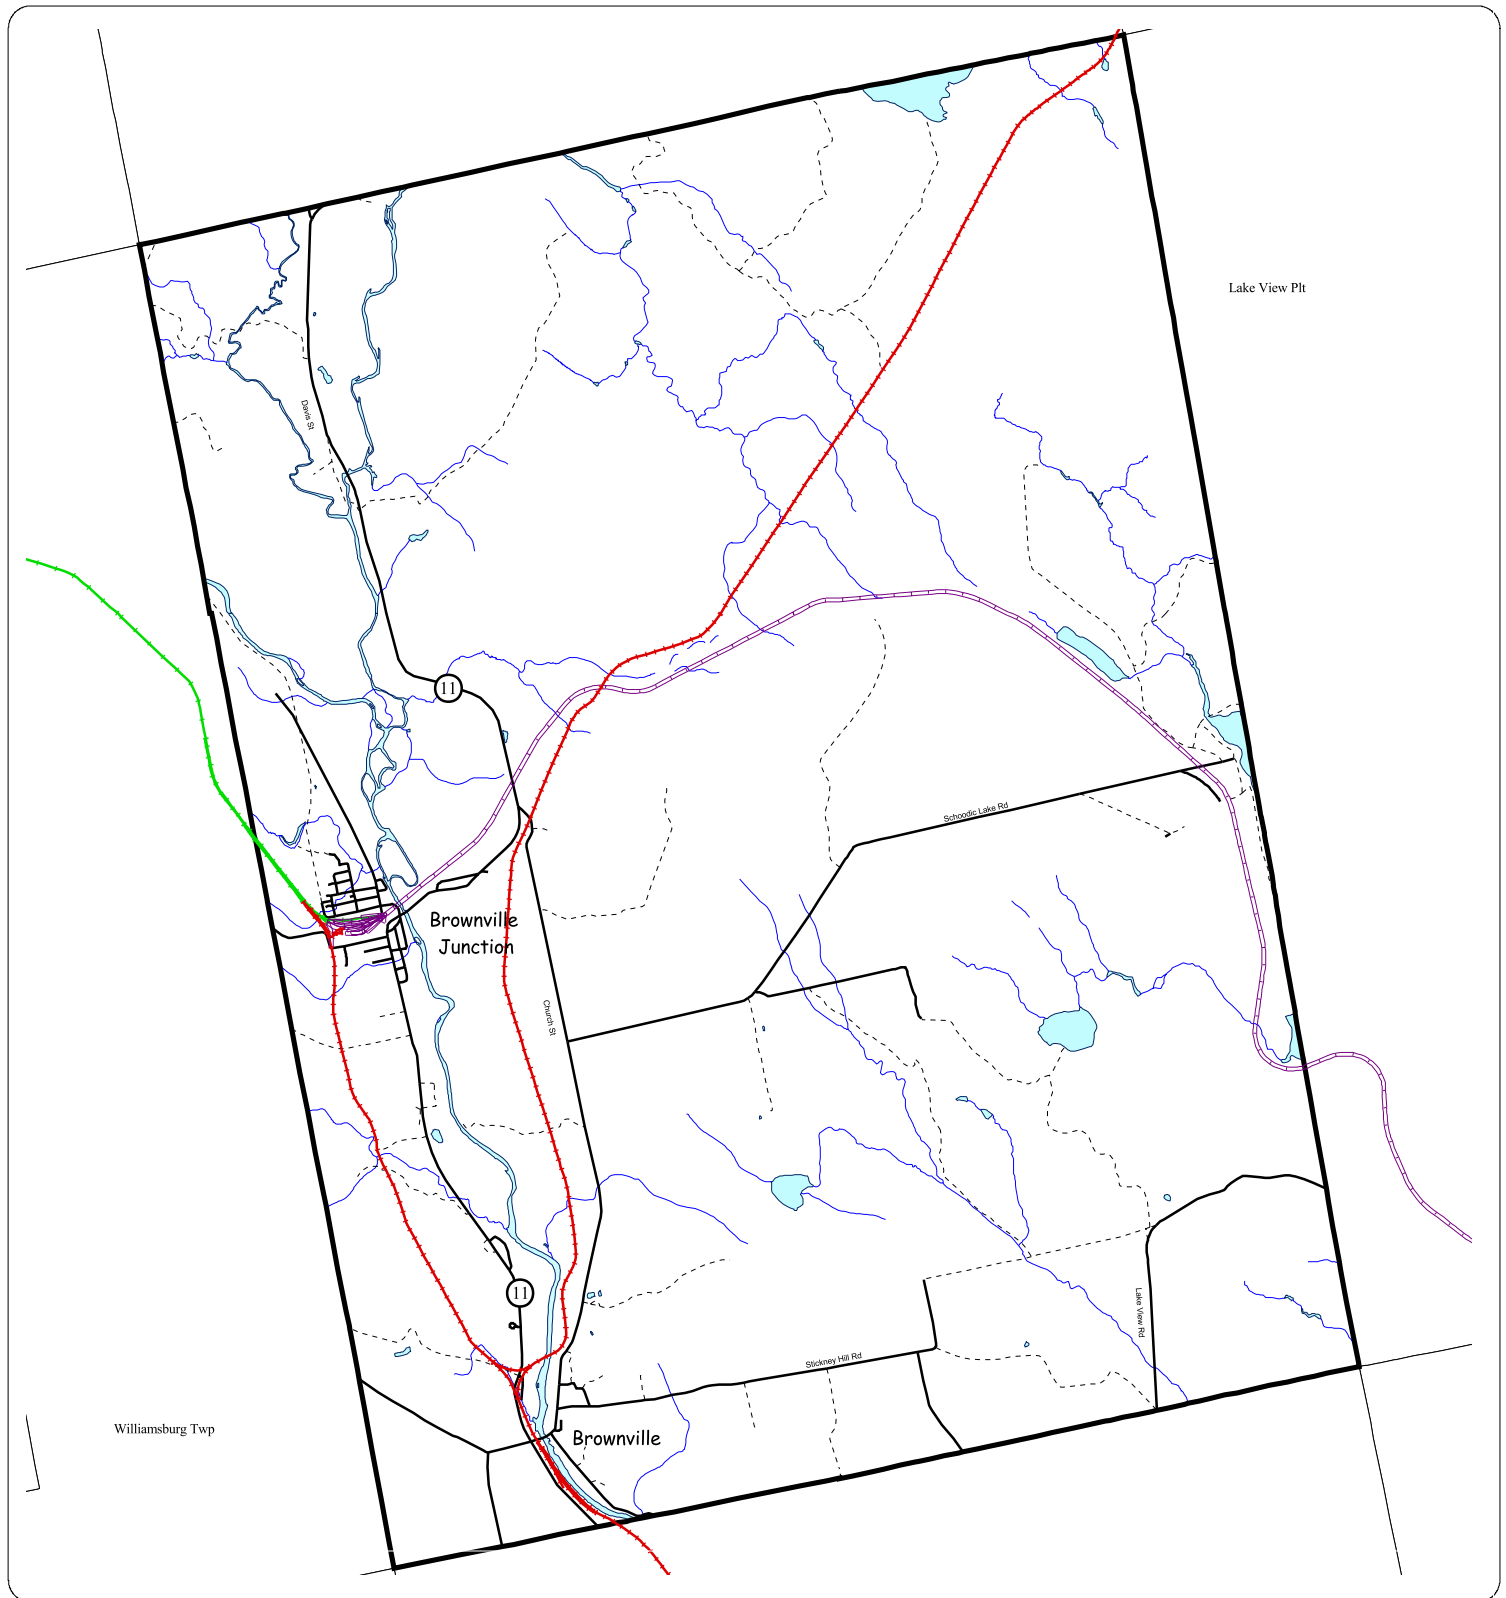 Lake View Plt
Davis St
11
Schoodic Lake Rd
Brownville
Junction
Church St
11
Lake View Rd
Stickney Hill Rd
Williamsburg Twp
Brownville